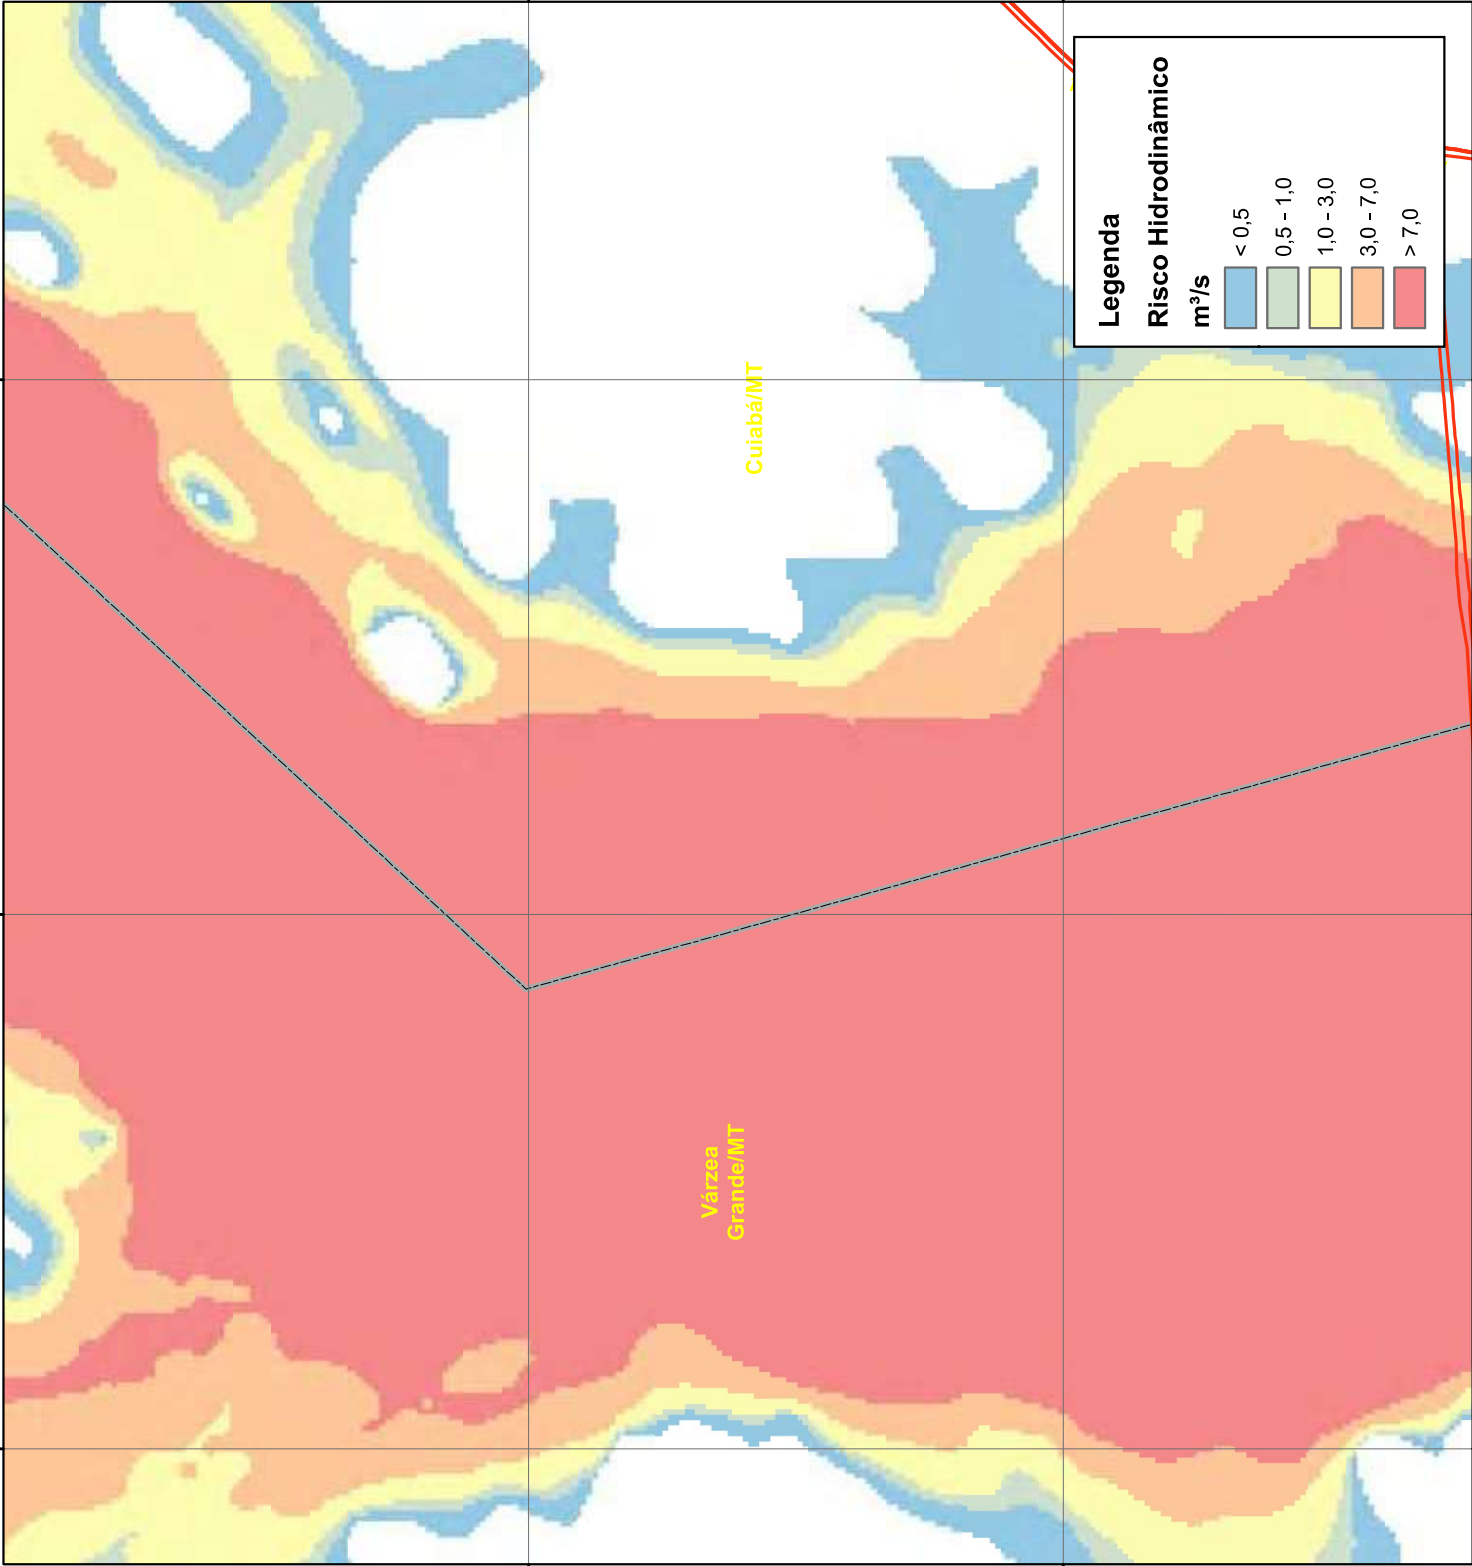 Cuiabá/MT
Várzea
Grande/MT
Legenda
Risco Hidrodinâmico
m³/s
< 0,5
0,5 - 1,0
1,0 - 3,0
3,0 - 7,0
> 7,0